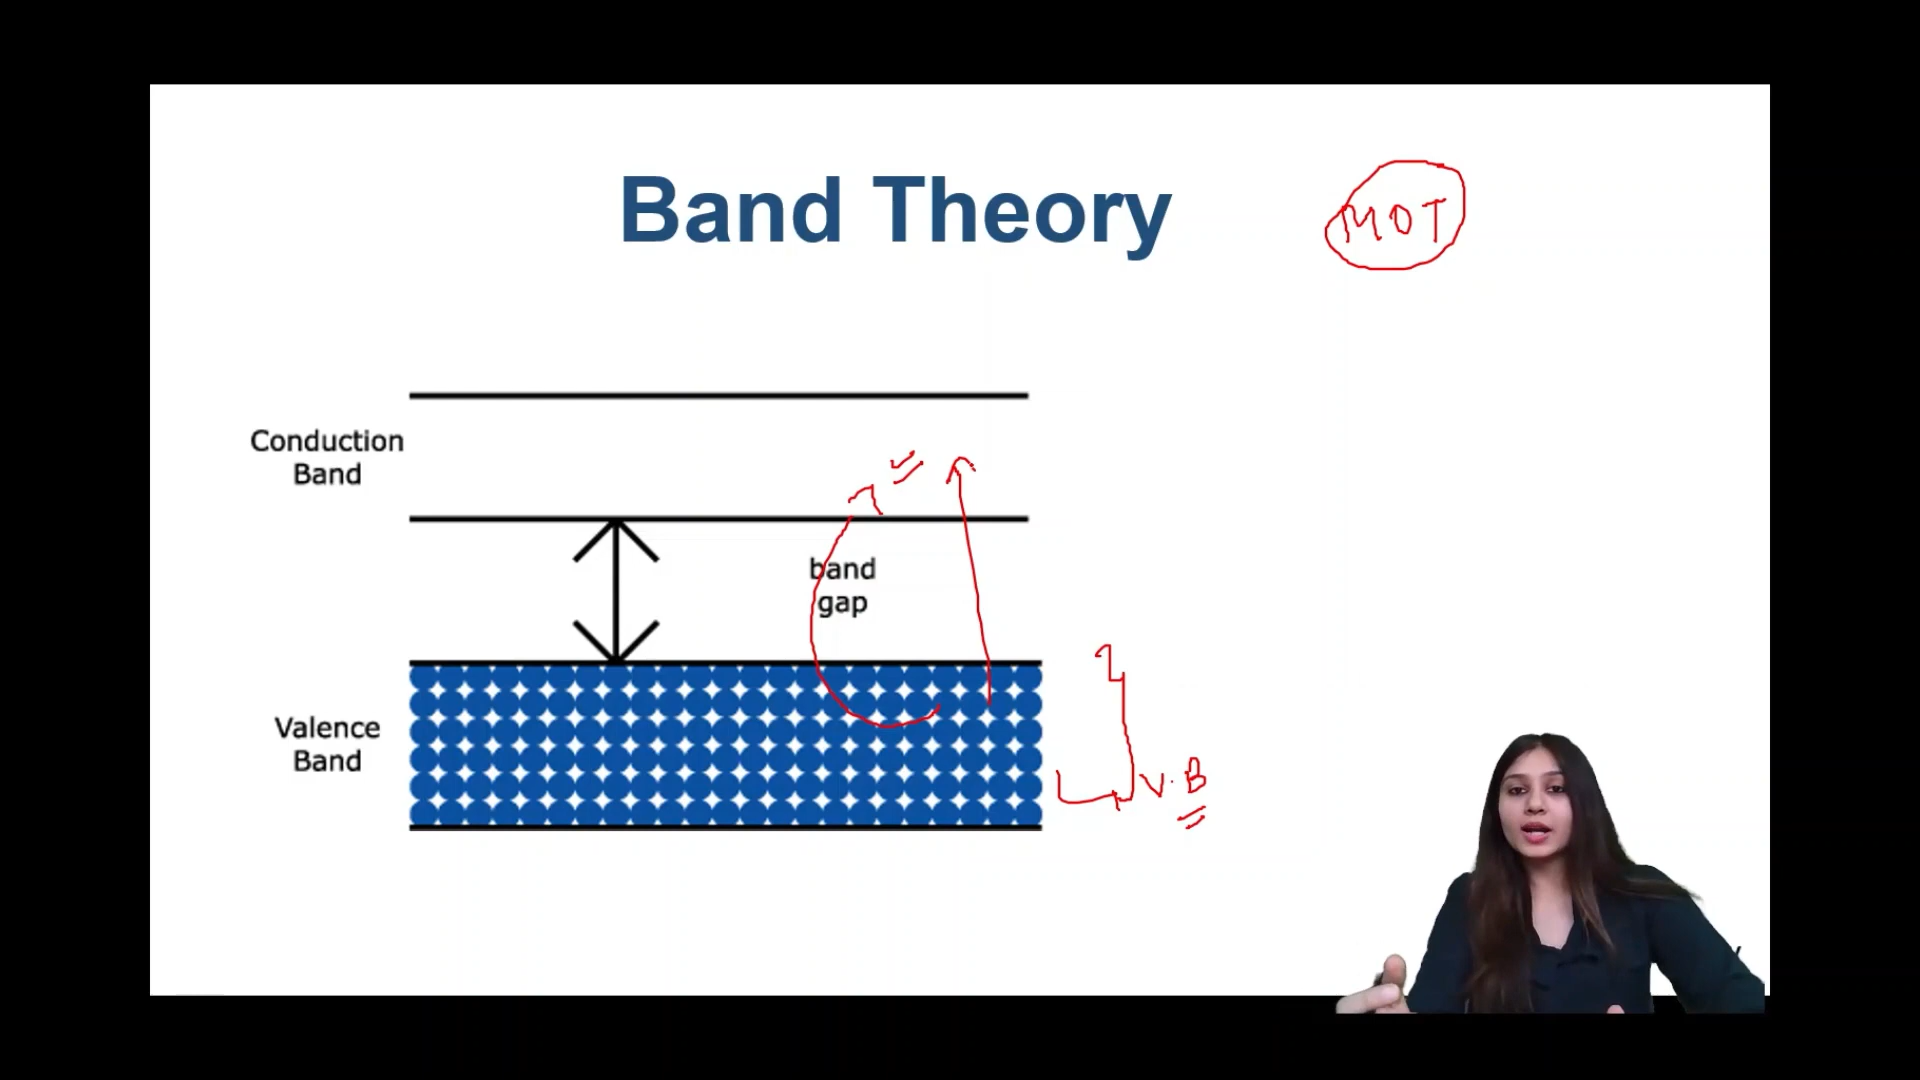 Band Theory
MOT
Conduction
Band
band
gap
Valence
Band
V.B